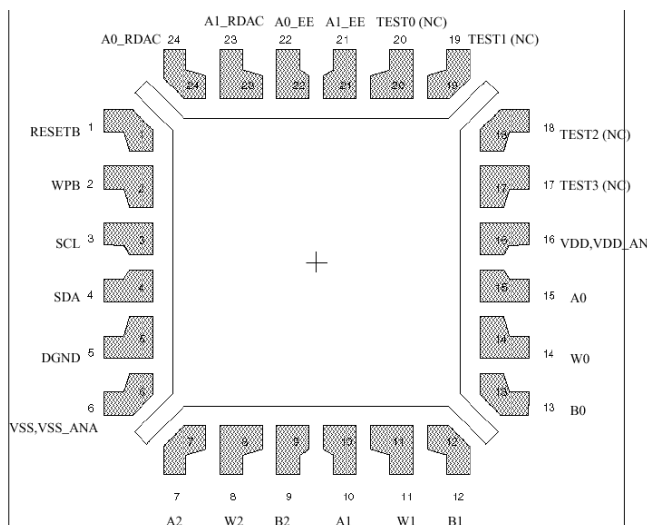 A1_RDAC A0_EE A1_EE TEST0 (NC)
A0_RDAC 24 23 22 21 20 19 TEST1 (NC)
24 23 22 21 20 19
RESETB 1 1 18 18 TEST2 (NC)
WPB 2 2 17 17 TEST3 (NC)
SCL 3 3 16 16 VDD,VDD_AN
SDA 4 4 15 15 A0
DGND 5 5 14 14 W0
6 6 13 13 B0
VSS,VSS_ANA
7 8 9 10 11 12
7 8 9 10 11 12
A2 W2 B2 A1 W1 B1